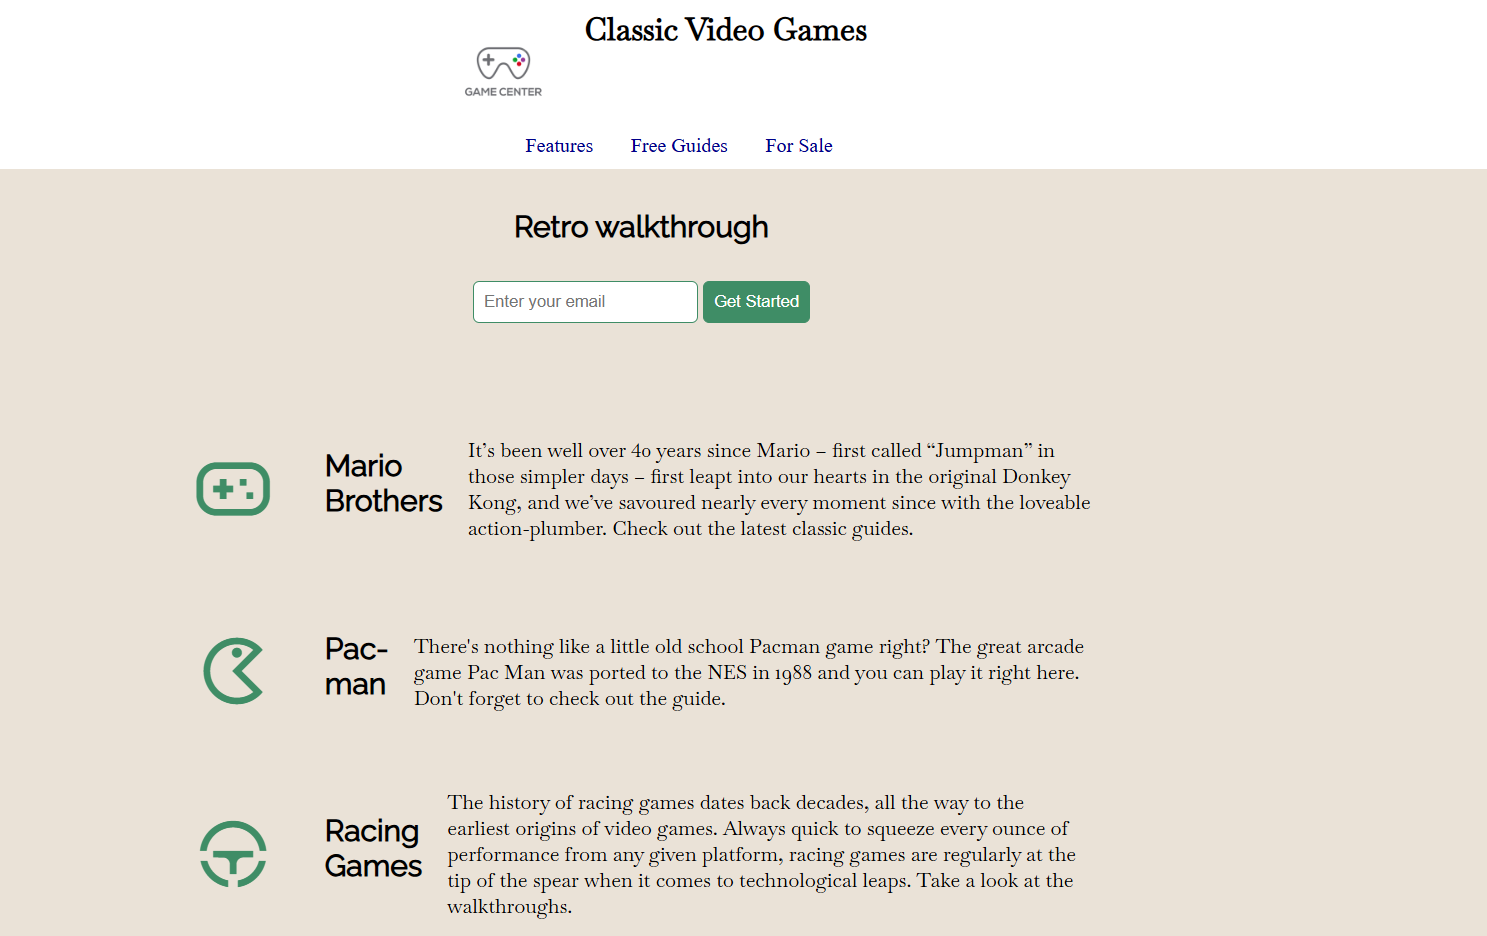 Classic Video Games
GAME CENTER
Features Free Guides For Sale
Retro walkthrough
Enter your email Get Started
Mario
Brothers
It’s been well over 40 years since Mario – first called “Jumpman” in
those simpler days – first leapt into our hearts in the original Donkey
Kong, and we’ve savoured nearly every moment since with the loveable
action-plumber. Check out the latest classic guides.
Pac-
man
There's nothing like a little old school Pacman game right? The great arcade
game Pac Man was ported to the NES in 1988 and you can play it right here.
Don't forget to check out the guide.
Racing
Games
The history of racing games dates back decades, all the way to the
earliest origins of video games. Always quick to squeeze every ounce of
performance from any given platform, racing games are regularly at the
tip of the spear when it comes to technological leaps. Take a look at the
walkthroughs.